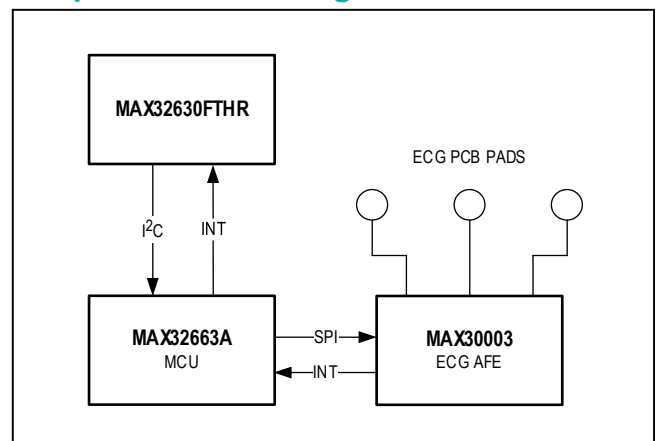 MAX32630FTHR
ECG PCB PADS
I²C
INT
MAX32663A
MCU
SPI
INT
MAX30003
ECG AFE